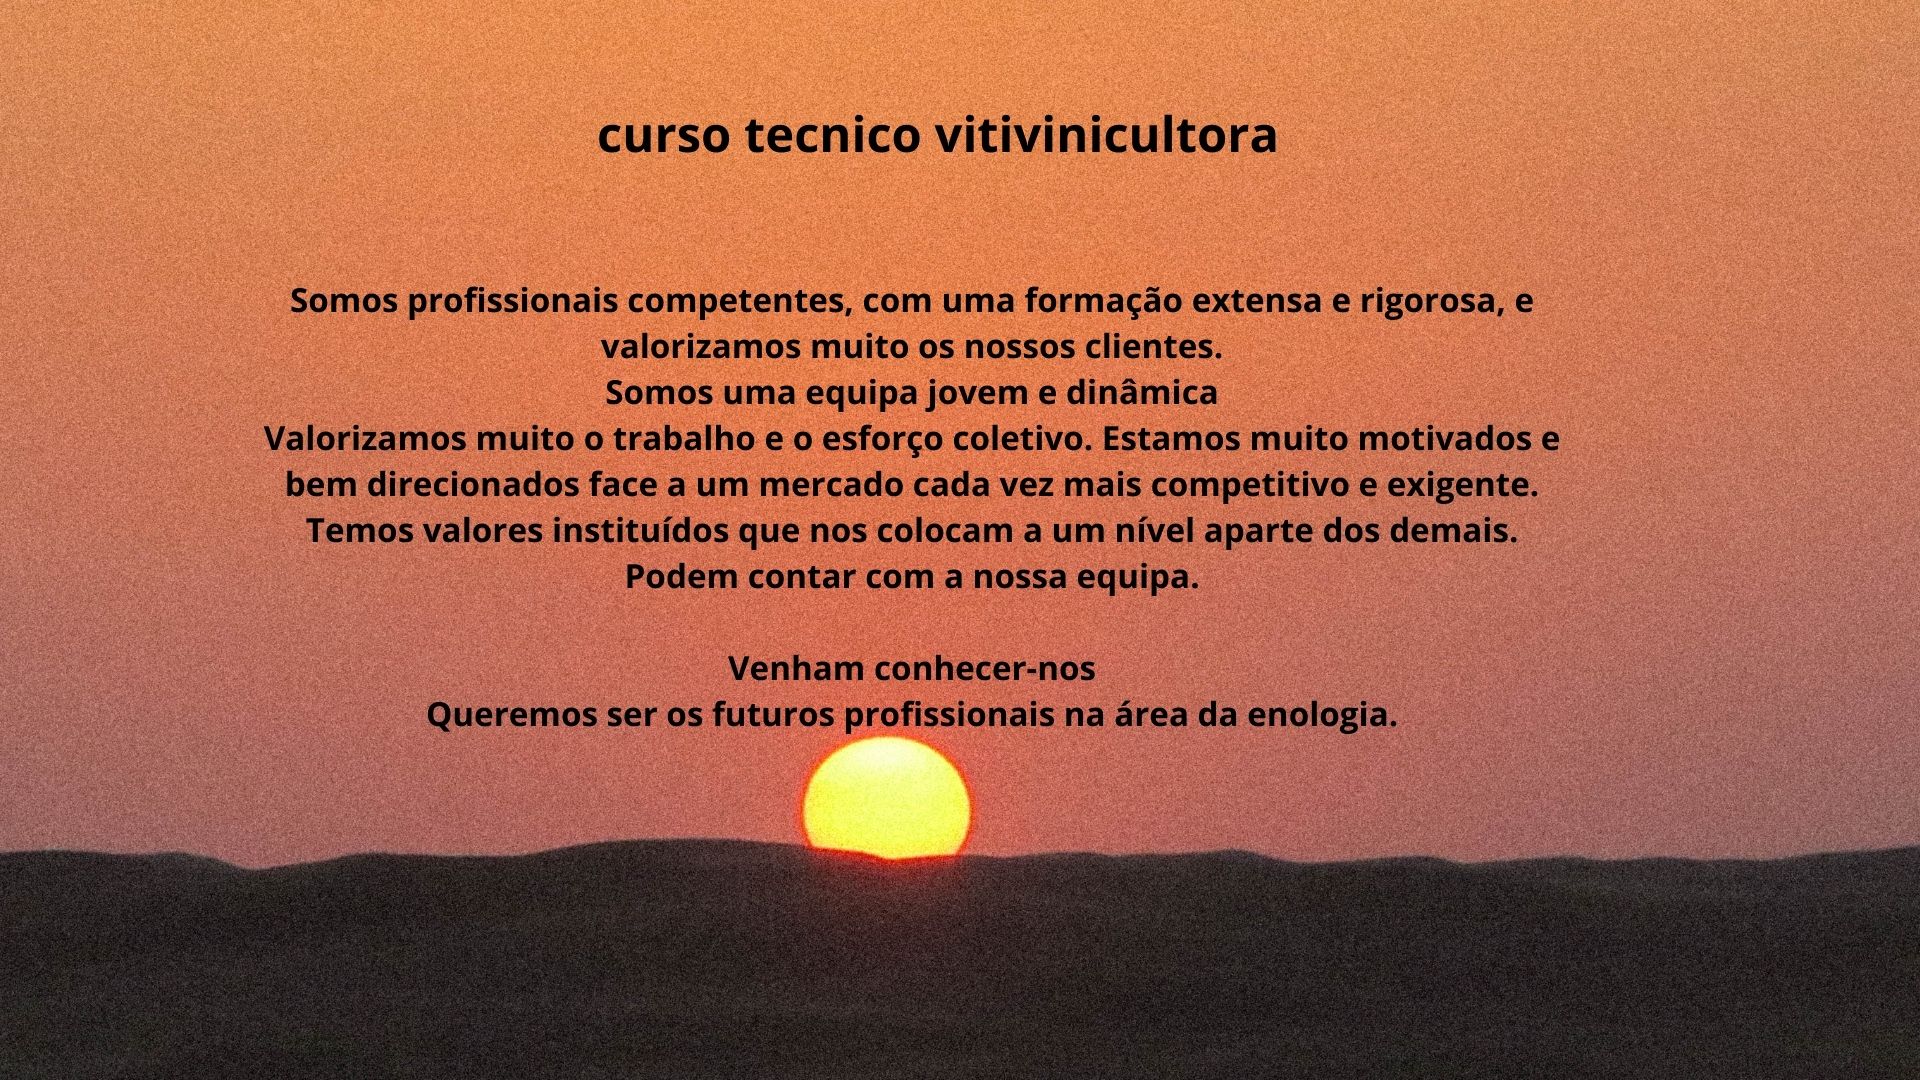 curso tecnico vitivinicultora
Somos profissionais competentes, com uma formação extensa e rigorosa, e
valorizamos muito os nossos clientes.
Somos uma equipa jovem e dinâmica
Valorizamos muito o trabalho e o esforço coletivo. Estamos muito motivados e
bem direcionados face a um mercado cada vez mais competitivo e exigente.
Temos valores instituídos que nos colocam a um nível aparte dos demais.
Podem contar com a nossa equipa.
Venham conhecer-nos
Queremos ser os futuros profissionais na área da enologia.